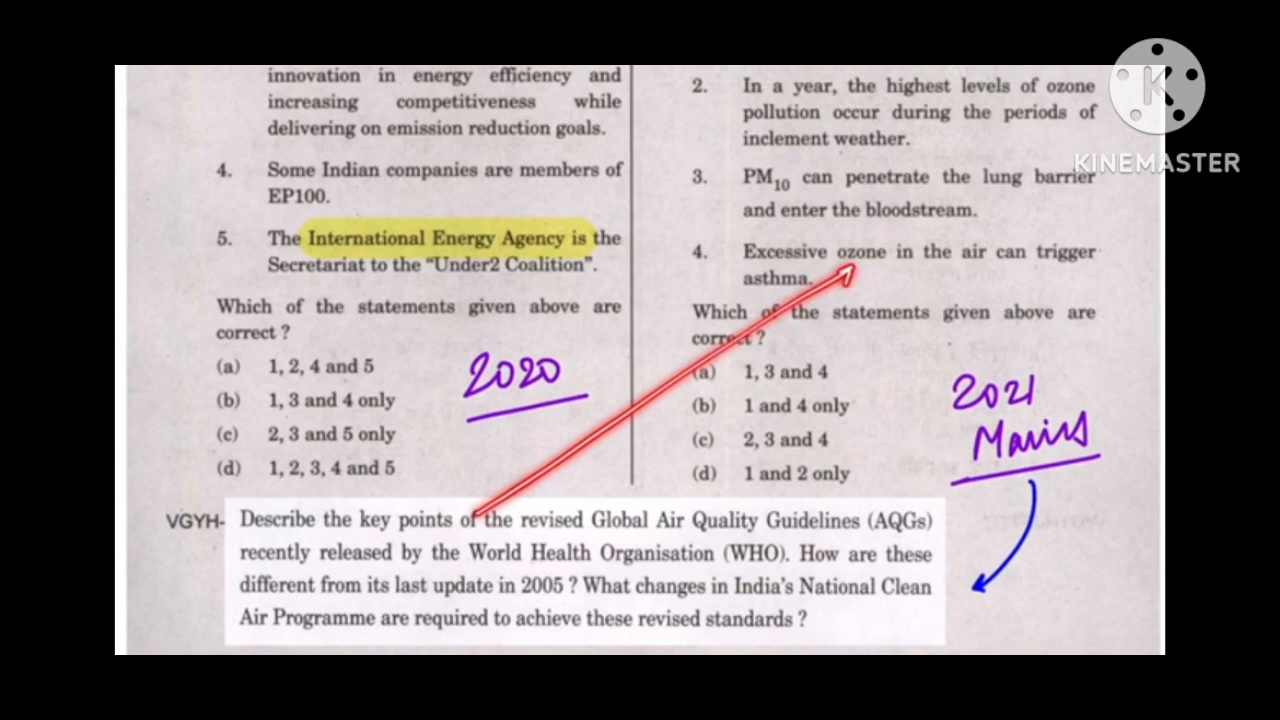 innovation in energy efficiency and
increasing competitiveness while
delivering on emission reduction goals.
4. Some Indian companies are members of
EP100.
5. The International Energy Agency is the
Secretariat to the “Under2 Coalition”.
Which of the statements given above are
correct ?
(a) 1, 2, 4 and 5
(b) 1, 3 and 4 only
(c) 2, 3 and 5 only
(d) 1, 2, 3, 4 and 5
2020
2. In a year, the highest levels of ozone
pollution occur during the periods of
inclement weather.
3. PM10 can penetrate the lung barrier
and enter the bloodstream.
4. Excessive ozone in the air can trigger
asthma.
Which of the statements given above are
correct ?
(a) 1, 3 and 4
(b) 1 and 4 only
(c) 2, 3 and 4
(d) 1 and 2 only
2021
K
KINEMASTER
VGYH- Describe the key points of the revised Global Air Quality Guidelines (AQGs)
recently released by the World Health Organisation (WHO). How are these
different from its last update in 2005 ? What changes in India's National Clean
Air Programme are required to achieve these revised standards ?